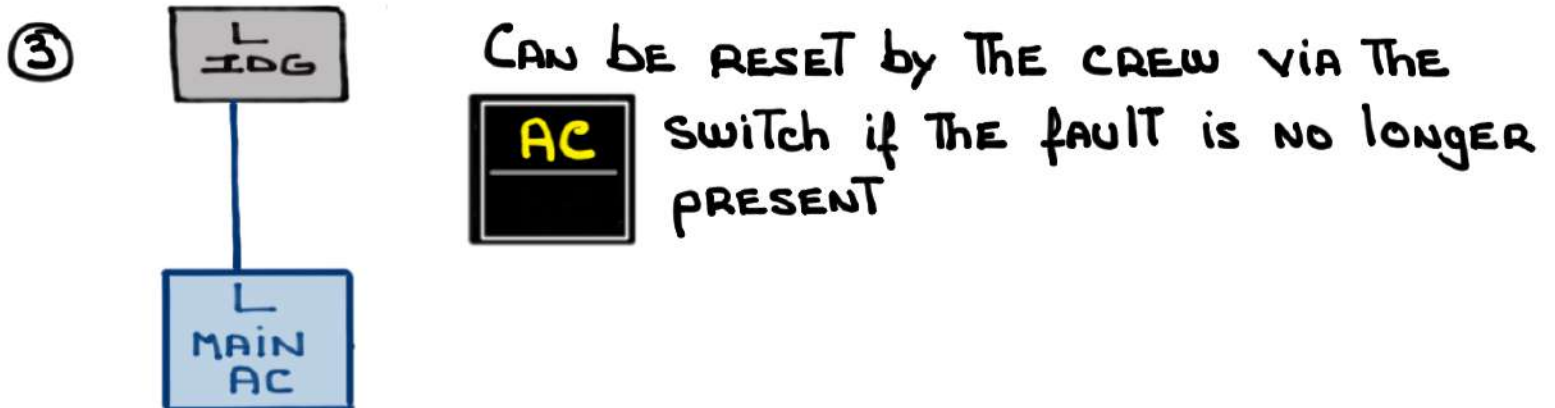 ③
L
IDG
CAN bE RESET by ThE CREW ViA ThE
AC
SwiTch if ThE fAulT is NO loNgER
PRESENT
L
MAiN
AC